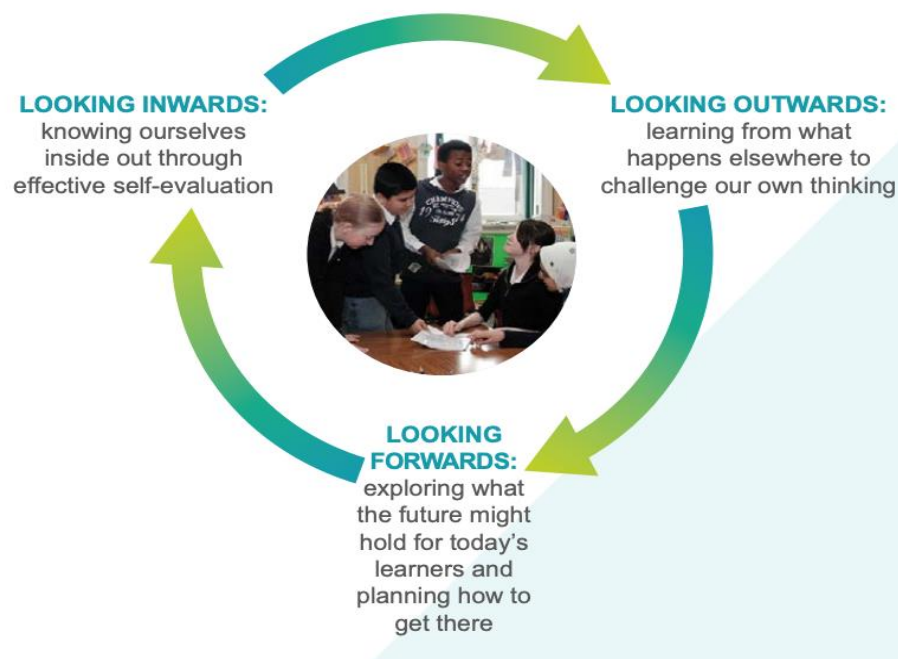 LOOKING INWARDS:
knowing ourselves
inside out through
effective self-evaluation
LOOKING OUTWARDS:
learning from what
happens elsewhere to
challenge our own thinking
LOOKING
FORWARDS:
exploring what
the future might
hold for today's
learners and
planning how to
get there